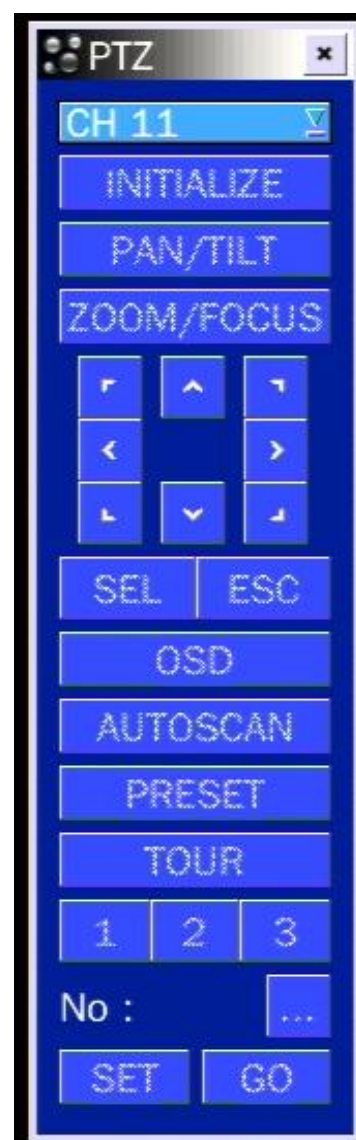 PTZ
CH 11
INITIALIZE
PAN/TILT
ZOOM/FOCUS
SEL ESC
OSD
AUTOSCAN
PRESET
TOUR
1 2 3
No : ...
SET GO